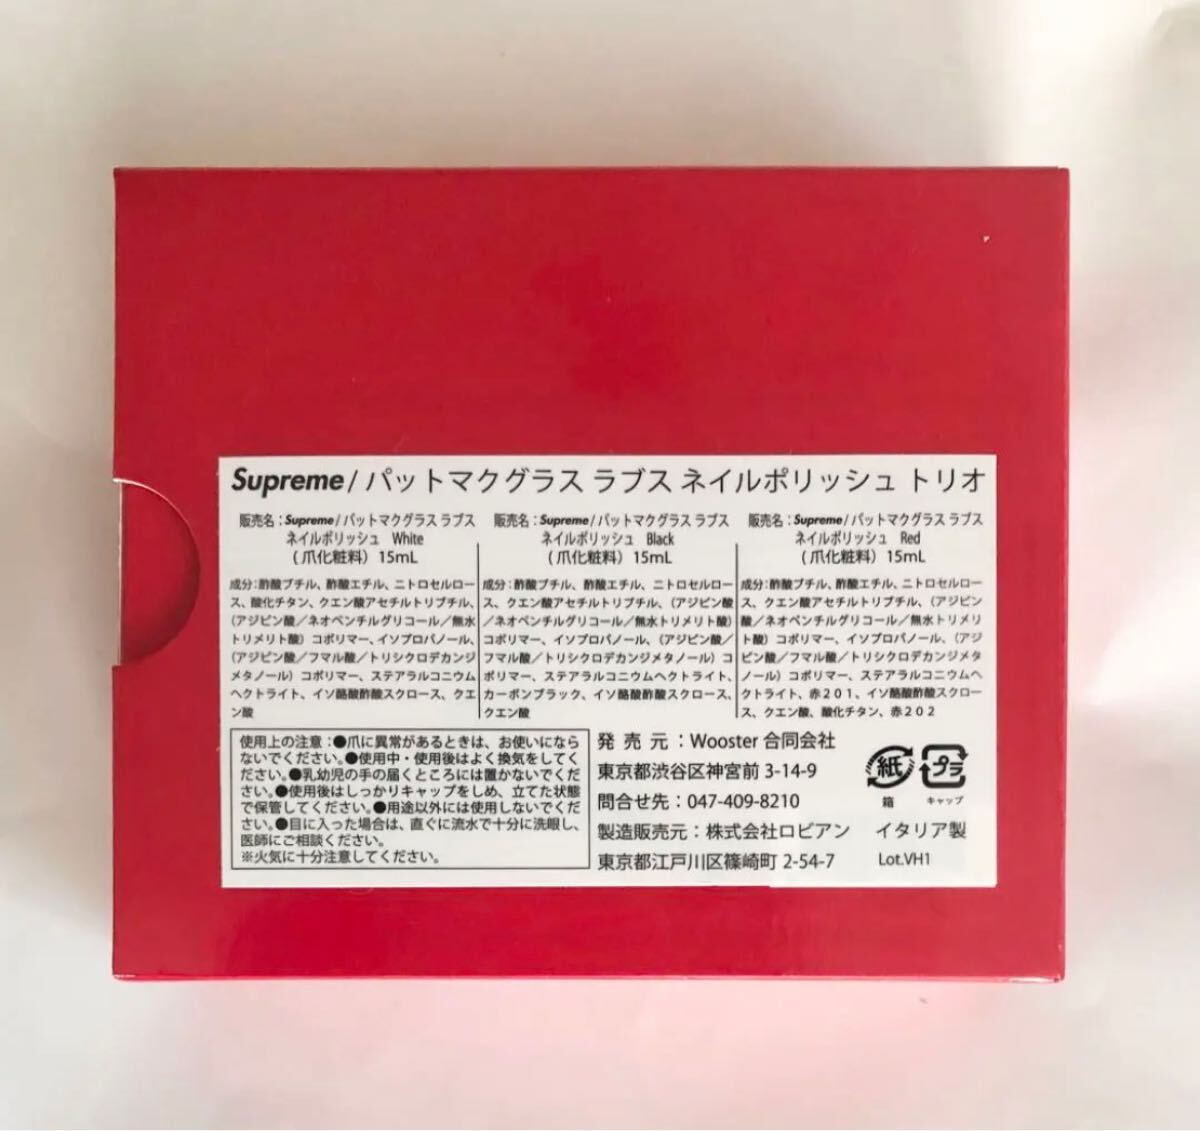 Supreme/ パットマクグラス ラブス ネイルポリッシュ トリオ
販売名：Supreme/パットマクグラス ラブス
ネイルポリッシュ White
（爪化粧料）15mL
成分：酢酸ブチル、酢酸エチル、ニトロセルロー
ス、酸化チタン、クエン酸アセチルトリブチル、
（アジピン酸／ネオペンチルグリコール／無水
トリメリト酸）コポリマー、イソプロパノール、
（アジピン酸／フマル酸／トリシクロデカンジ
メタノール）コポリマー、ステアラルコニウム
ヘクトライト、イソ酪酸酢酸スクロース、クエ
ン酸
販売名：Supreme/パットマクグラス ラブス
ネイルポリッシュ Black
（爪化粧料）15mL
成分：酢酸ブチル、酢酸エチル、ニトロセルロー
ス、クエン酸アセチルトリブチル、（アジピン酸
／ネオペンチルグリコール／無水トリメリト酸）
コポリマー、イソプロパノール、（アジピン酸／
フマル酸／トリシクロデカンジメタノール）コ
ポリマー、ステアラルコニウムヘクトライト、
カーボンブラック、イソ酪酸酢酸スクロース、
クエン酸
販売名：Supreme/パットマクグラス ラブス
ネイルポリッシュ Red
（爪化粧料）15mL
成分：酢酸ブチル、酢酸エチル、ニトロセルロー
ス、クエン酸アセチルトリブチル、（アジピン
酸／ネオペンチルグリコール／無水トリメリ
ト酸）コポリマー、イソプロパノール、（アジ
ピン酸／フマル酸／トリシクロデカンジメタ
ノール）コポリマー、ステアラルコニウムヘ
クトライト、赤２０１、イソ酪酸酢酸スクロー
ス、クエン酸、酸化チタン、赤２０２
使用上の注意：●爪に異常があるときは、お使いになら
ないでください。●使用中・使用後はよく換気をしてく
ださい。●乳幼児の手の届くところには置かないでくだ
さい。●使用後はしっかりキャップをしめ、立てた状態
で保管してください。●用途以外には使用しないでくだ
さい。●目に入った場合は、直ぐに流水で十分に洗眼し、
医師にご相談ください。
※火気に十分注意してください。
発 売 元：Wooster 合同会社
東京都渋谷区神宮前 3-14-9
問合せ先：047-409-8210
製造販売元：株式会社ロビアン
東京都江戸川区篠崎町 2-54-7
紙
箱
プラ
キャップ
イタリア製
Lot.VH1